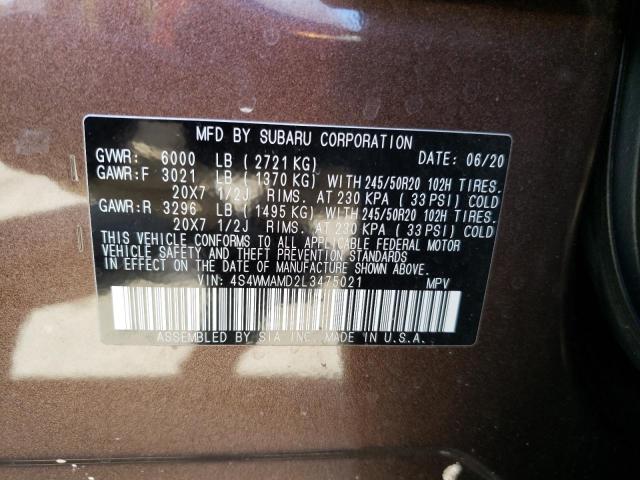 MFD BY SUBARU CORPORATION
GVWR: 6000 LB ( 2721 KG) DATE: 06/20
GAWR:F 3021 LB ( 1370 KG) WITH 245/50R20 102H TIRES.
20X7 1/2J RIMS. AT 230 KPA ( 33 PSI) COLD
GAWR:R 3296 LB ( 1495 KG) WITH 245/50R20 102H TIRES.
20X7 1/2J RIMS. AT 230 KPA ( 33 PSI) COLD
THIS VEHICLE CONFORMS TO ALL APPLICABLE FEDERAL MOTOR
VEHICLE SAFETY AND THEFT PREVENTION STANDARDS
IN EFFECT ON THE DATE OF MANUFACTURE SHOWN ABOVE.
VIN: 4S4WMAMD2L3475021 MPV
ASSEMBLED BY SIA INC. MADE IN U.S.A.